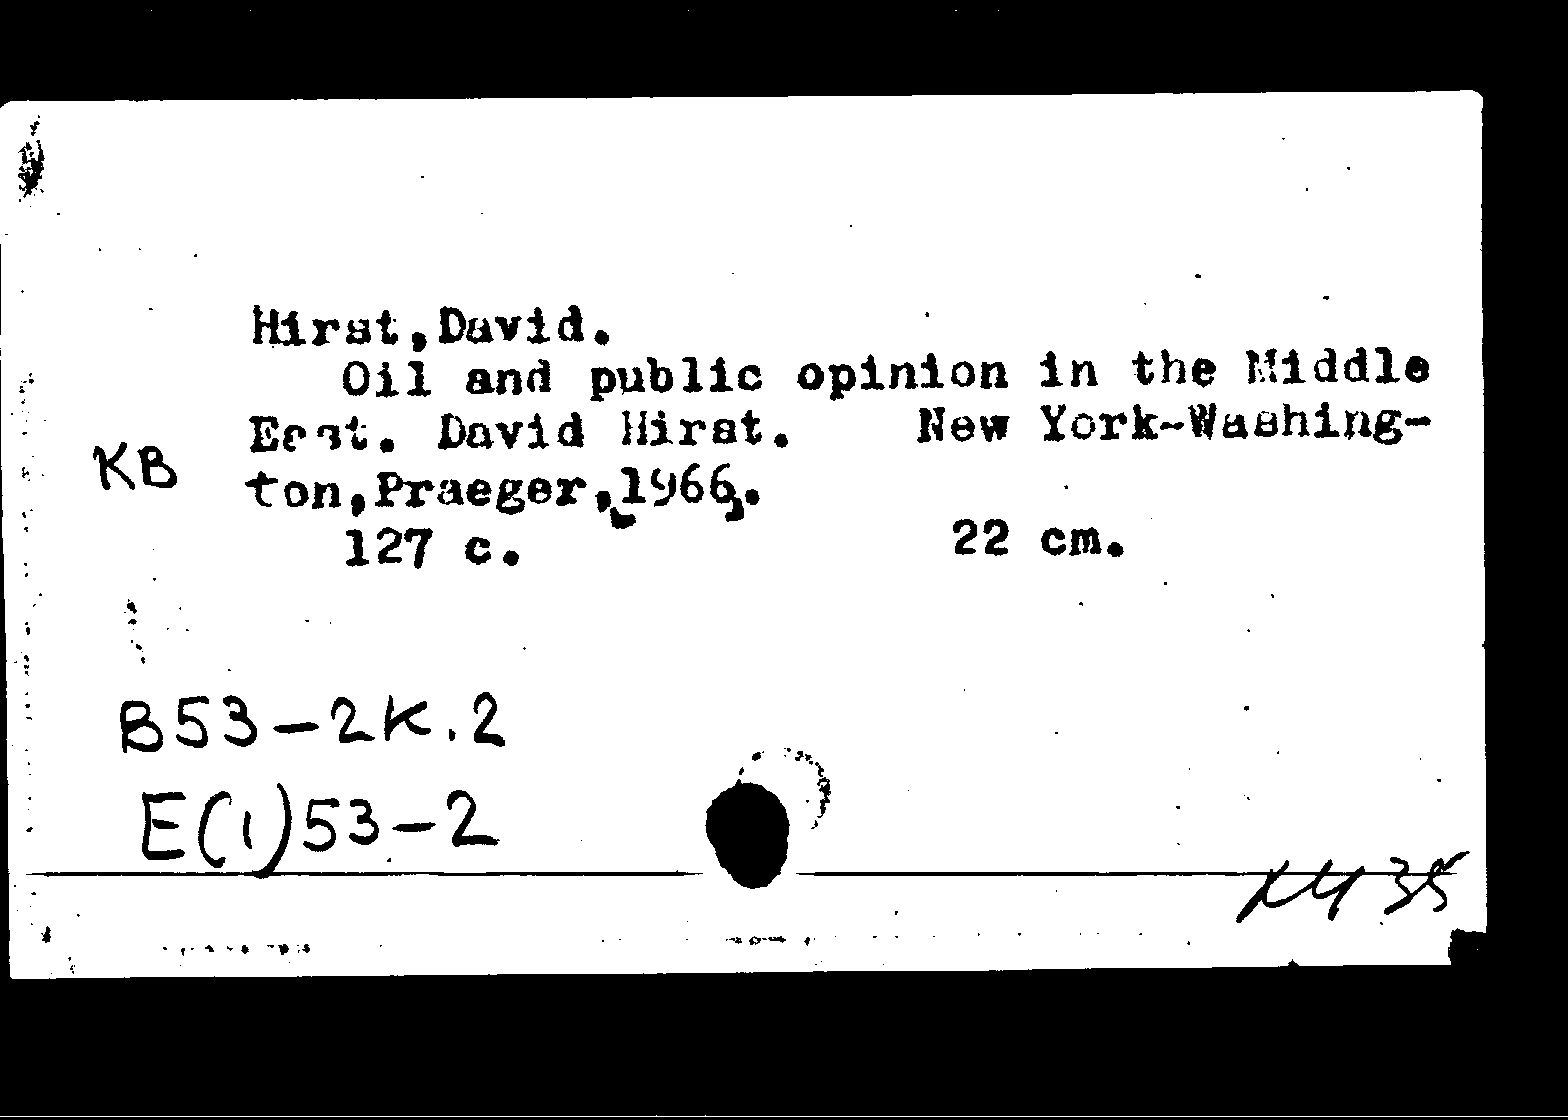 Hirst,David.
Oil and public opinion in the Middle
East. David Hirst. New York-Washing-
KB
ton,Praeger,1966.
127 c. 22 cm.
B53-2K.2
E(1)53-2